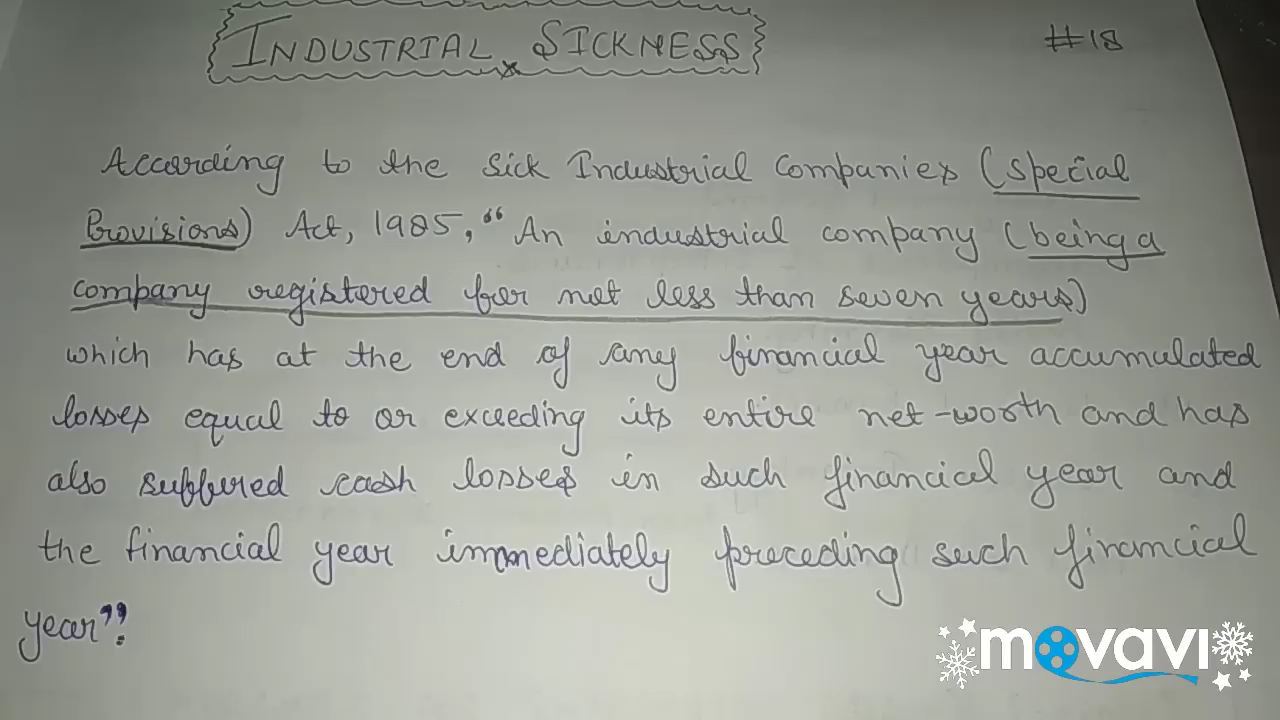 INDUSTRIAL SICKNESS
#18
According to the Sick Industrial Companies (Special
Provisions) Act, 1985, "An industrial company (being a
company registered for not less than seven years)
which has at the end of any financial year accumulated
losses equal to or exceeding its entire net-worth and has
also suffured cash losses in such financial year and
the financial year immediately preceding such financial
year".
movavi